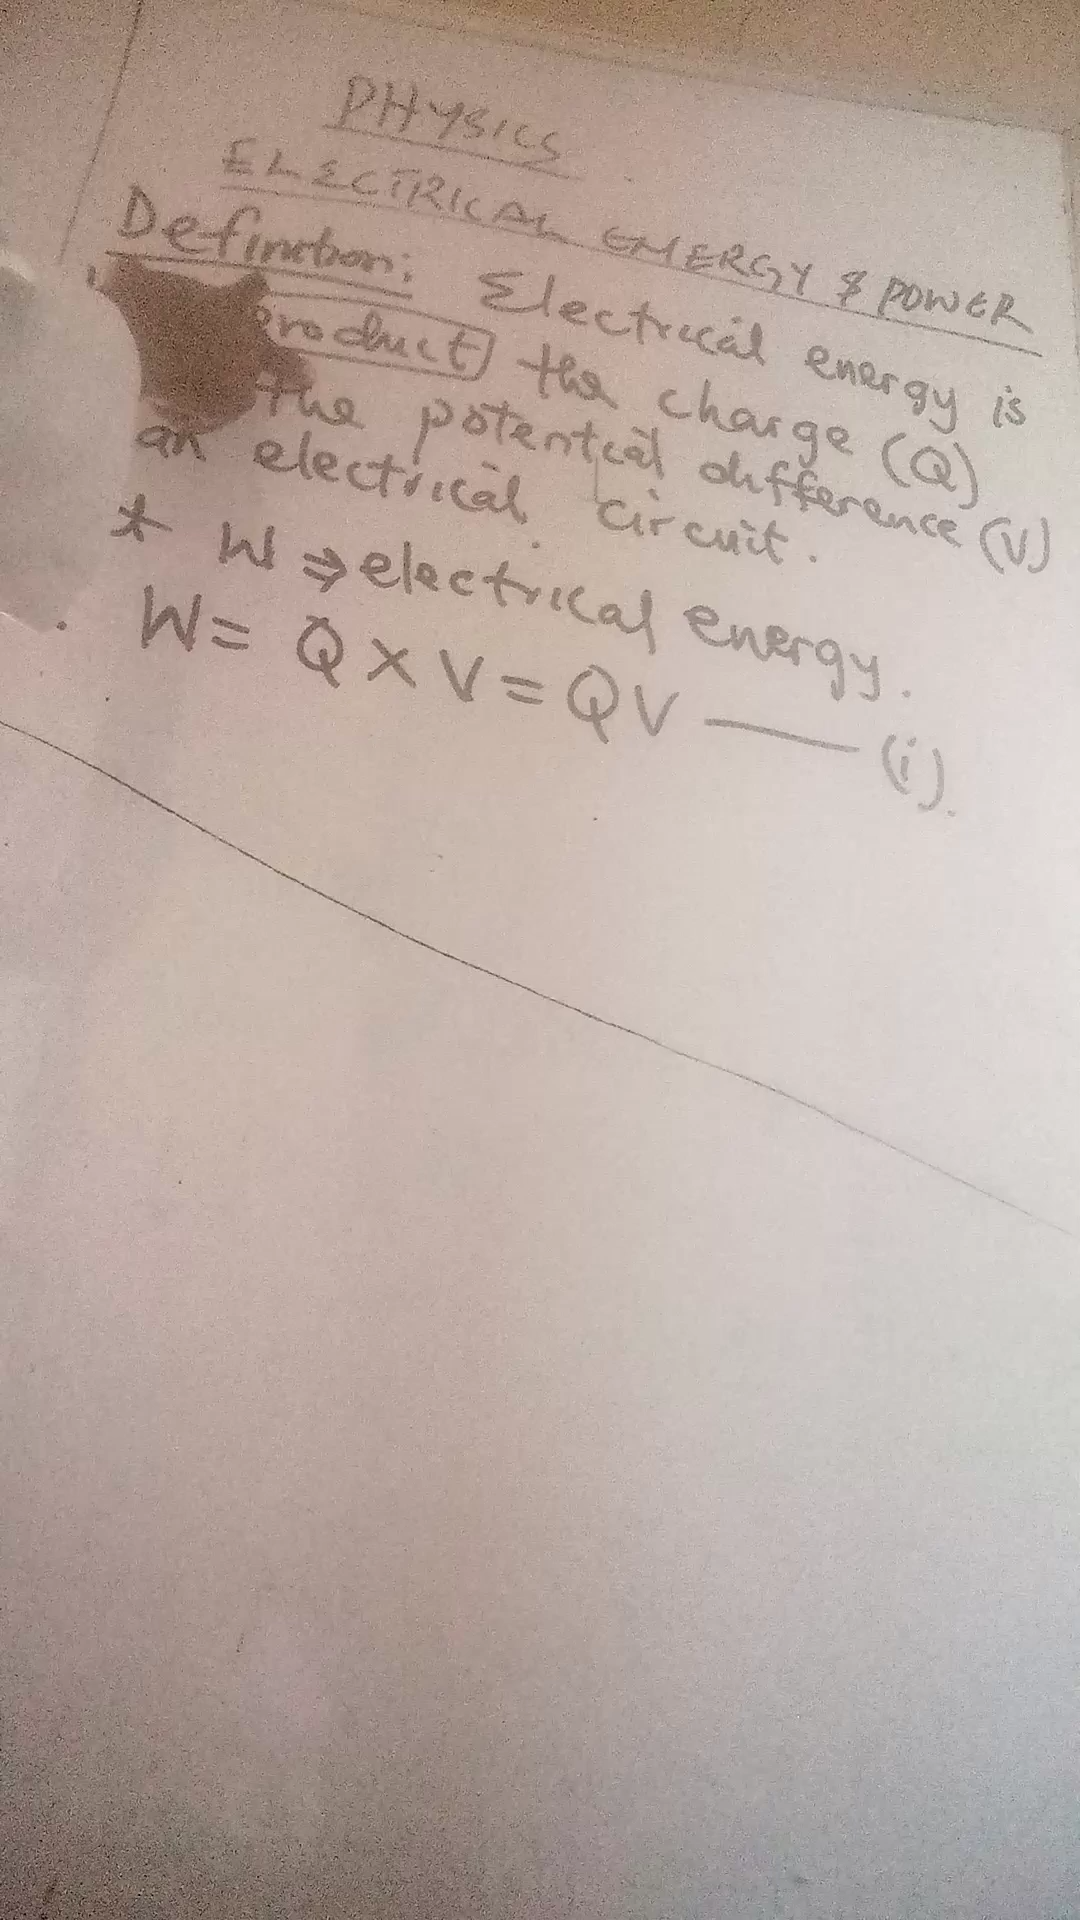 PHYSICS
ELECTRICAL ENERGY & POWER
Definition: Electrical energy is
product the charge (Q)
the potential difference (V)
an electrical circuit.
* W ⇒ electrical energy.
W = Q × V = QV —— (i).